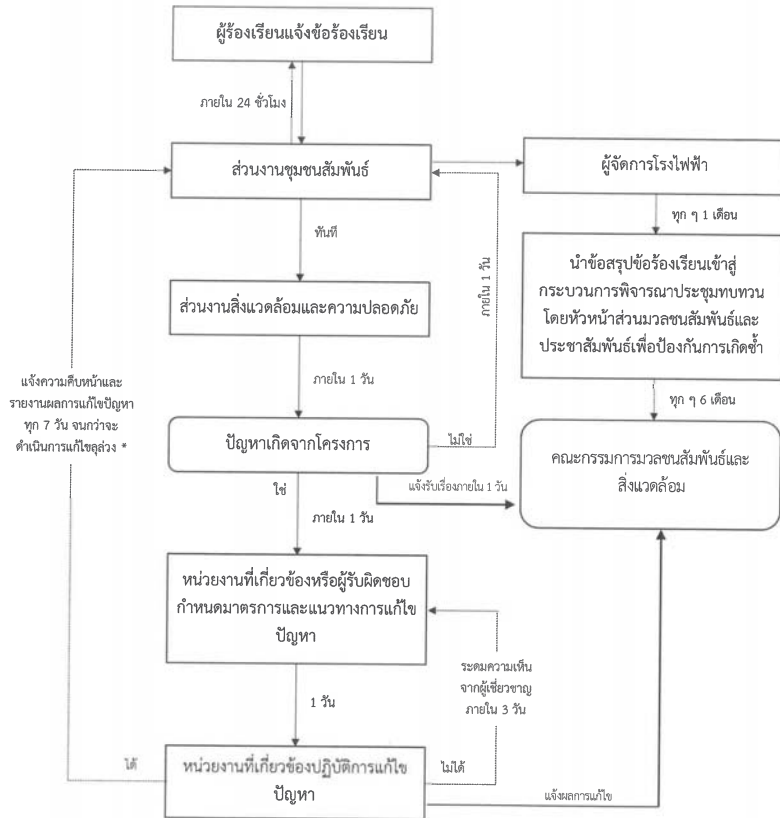 ผู้ร้องเรียนแจ้งข้อร้องเรียน
ภายใน 24 ชั่วโมง
ส่วนงานชุมชนสัมพันธ์
ผู้จัดการโรงไฟฟ้า
ทันที
ทุก ๆ 1 เดือน
ภายใน 1 วัน
นำข้อสรุปข้อร้องเรียนเข้าสู่
กระบวนการพิจารณาประชุมทบทวน
โดยหัวหน้าส่วนมวลชนสัมพันธ์และ
ประชาสัมพันธ์เพื่อป้องกันการเกิดซ้ำ
ส่วนงานสิ่งแวดล้อมและความปลอดภัย
แจ้งความคืบหน้าและ
รายงานผลการแก้ไขปัญหา
ทุก 7 วัน จนกว่าจะ
ดำเนินการแก้ไขลุล่วง *
ภายใน 1 วัน
ทุก ๆ 6 เดือน
ปัญหาเกิดจากโครงการ
ไม่ใช่
คณะกรรมการมวลชนสัมพันธ์และ
สิ่งแวดล้อม
ใช่
แจ้งรับเรื่องภายใน 1 วัน
ภายใน 1 วัน
หน่วยงานที่เกี่ยวข้องหรือผู้รับผิดชอบ
กำหนดมาตรการและแนวทางการแก้ไข
ปัญหา
ระดมความเห็น
จากผู้เชี่ยวชาญ
ภายใน 3 วัน
1 วัน
ได้
หน่วยงานที่เกี่ยวข้องปฏิบัติการแก้ไข
ปัญหา
ไม่ได้
แจ้งผลการแก้ไข